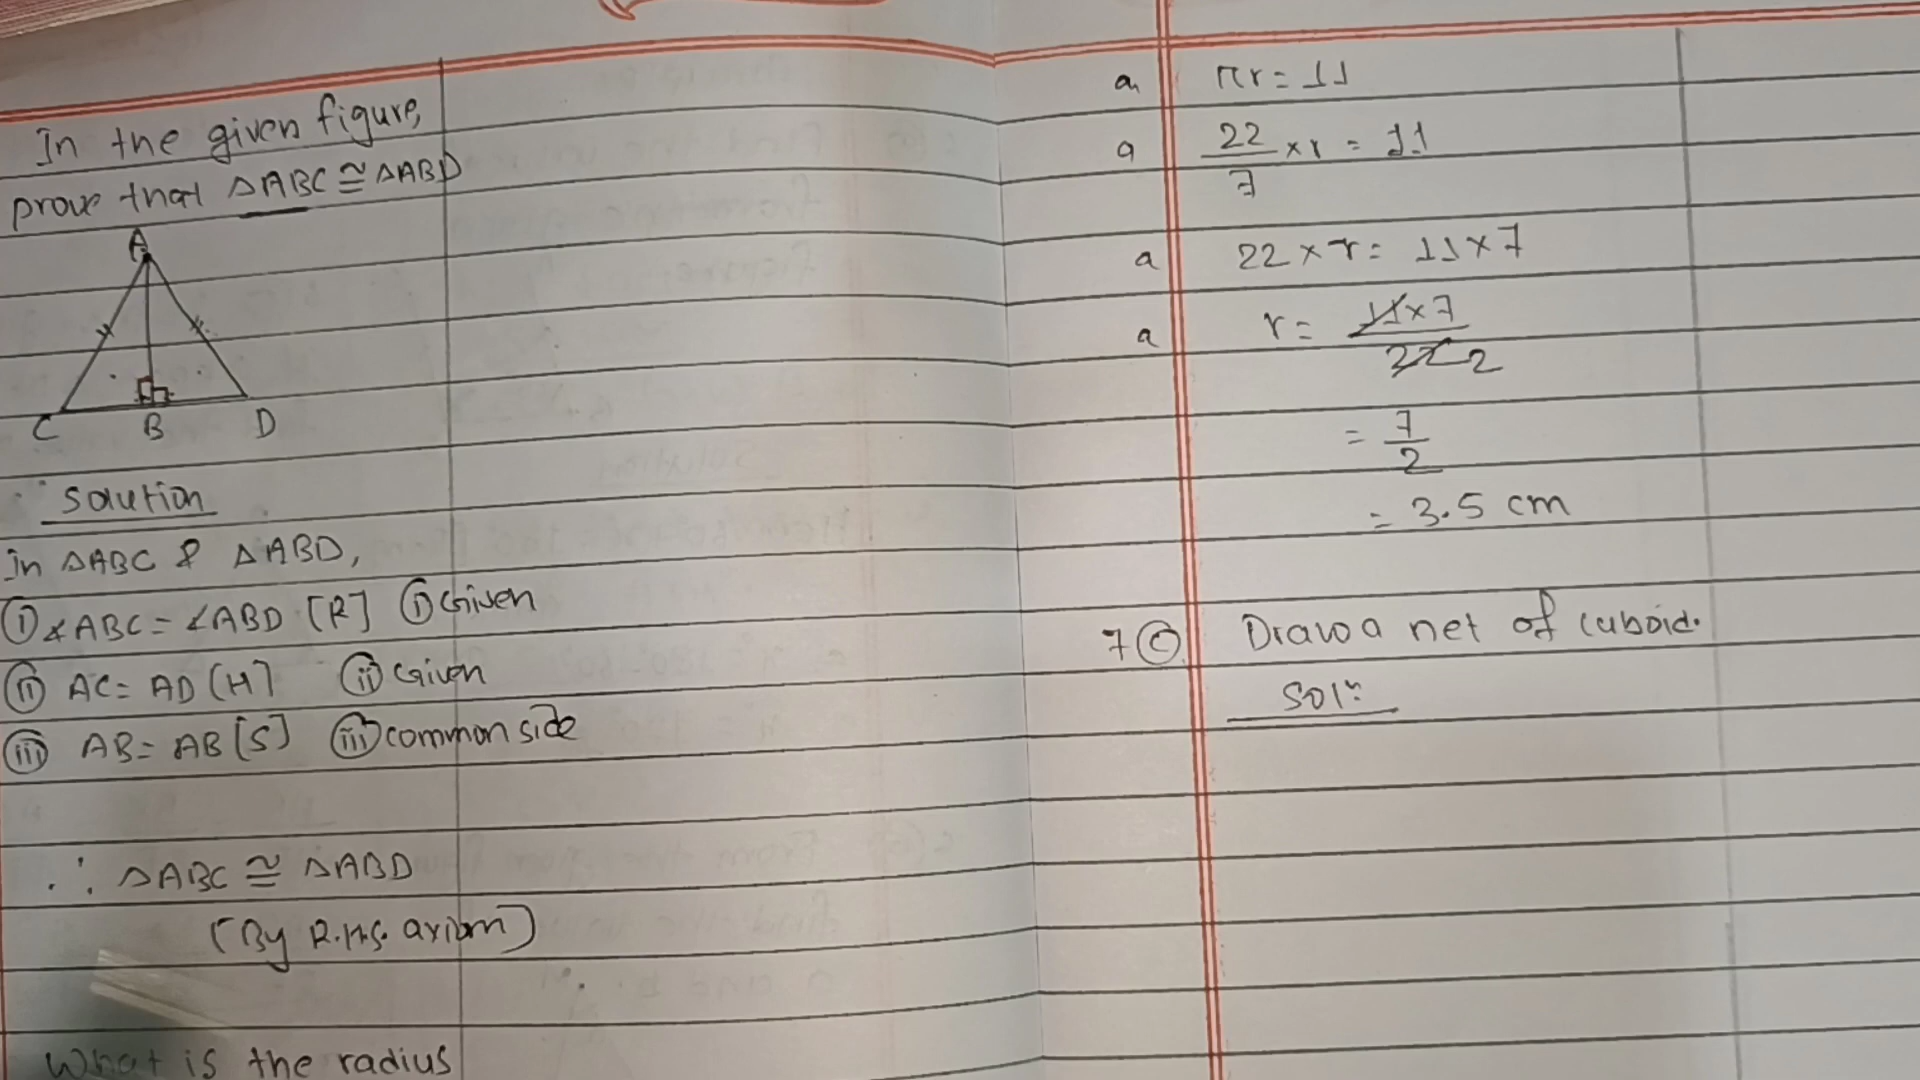 In the given figure,
prove that △ABC ≅ △ABD
A
C B D
Solution
In △ABC & △ABD,
(i) ∡ABC = ∠ABD [R] (i) Given
(ii) AC = AD (H] (ii) Given
(iii) AB = AB [S] (iii) common side
∴ △ABC ≅ △ABD
[By R.H.S. axiom]
What is the radius
a, πr = 11
a 22/7 × r = 11
a 22 × r = 11 × 7
a r = 11×7/22 2
= 7/2
= 3.5 cm
7 (c) Draw a net of cuboid.
Solⁿ: